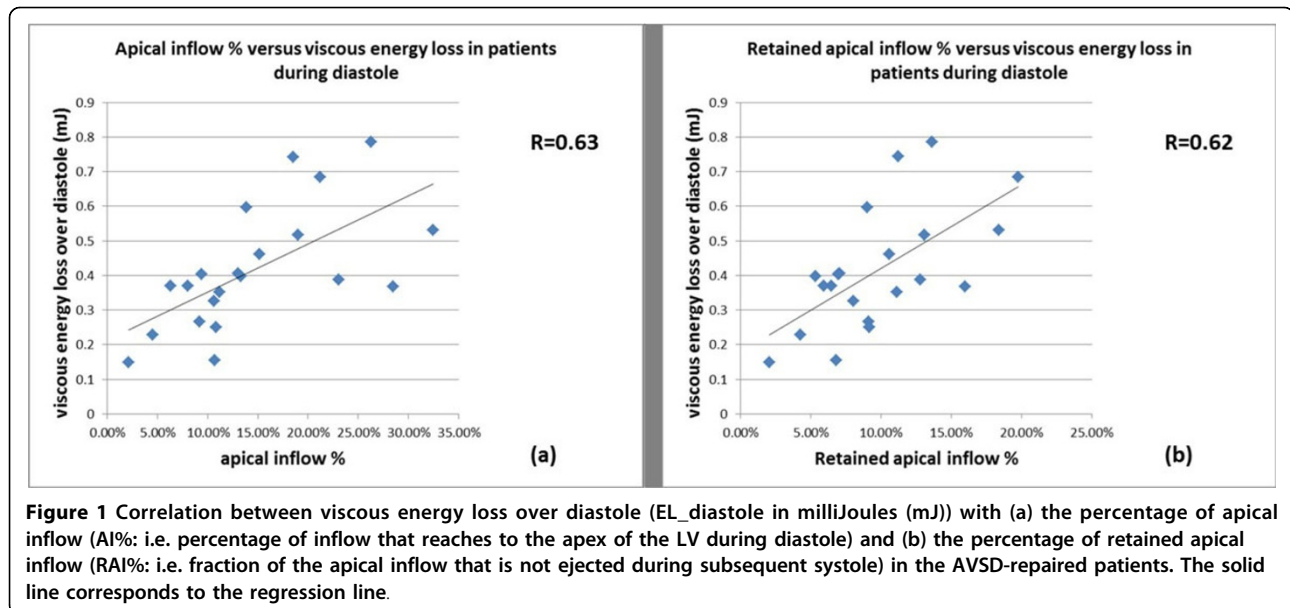 Apical inflow % versus viscous energy loss in patients
during diastole
viscous energy loss over diastole (mJ)
0.9
0.8
0.7
0.6
0.5
0.4
0.3
0.2
0.1
0
R=0.63
0.00% 5.00% 10.00% 15.00% 20.00% 25.00% 30.00% 35.00%
apical inflow %
(a)
Retained apical inflow % versus viscous energy loss in
patients during diastole
viscous energy loss over diastole (mJ)
0.9
0.8
0.7
0.6
0.5
0.4
0.3
0.2
0.1
0
R=0.62
0.00% 5.00% 10.00% 15.00% 20.00% 25.00%
Retained apical inflow %
(b)
Figure 1 Correlation between viscous energy loss over diastole (EL_diastole in milliJoules (mJ)) with (a) the percentage of apical
inflow (AI%: i.e. percentage of inflow that reaches to the apex of the LV during diastole) and (b) the percentage of retained apical
inflow (RAI%: i.e. fraction of the apical inflow that is not ejected during subsequent systole) in the AVSD-repaired patients. The solid
line corresponds to the regression line.